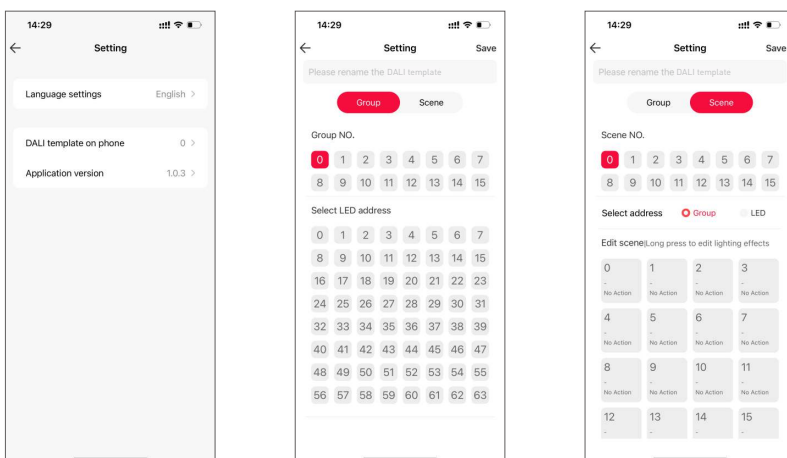 14:29
Setting
Language settings English >
DALI template on phone 0 >
Application version 1.0.3 >
14:29
Setting Save
Please rename the DALI template
Group Scene
Group NO.
0 1 2 3 4 5 6 7
8 9 10 11 12 13 14 15
Select LED address
0 1 2 3 4 5 6 7
8 9 10 11 12 13 14 15
16 17 18 19 20 21 22 23
24 25 26 27 28 29 30 31
32 33 34 35 36 37 38 39
40 41 42 43 44 45 46 47
48 49 50 51 52 53 54 55
56 57 58 59 60 61 62 63
14:29
Setting Save
Please rename the DALI template
Group Scene
Scene NO.
0 1 2 3 4 5 6 7
8 9 10 11 12 13 14 15
Select address Group LED
Edit scene|Long press to edit lighting effects
0 1 2 3
- - - -
No Action No Action No Action No Action
4 5 6 7
- - - -
No Action No Action No Action No Action
8 9 10 11
- - - -
No Action No Action No Action No Action
12 13 14 15
- - - -